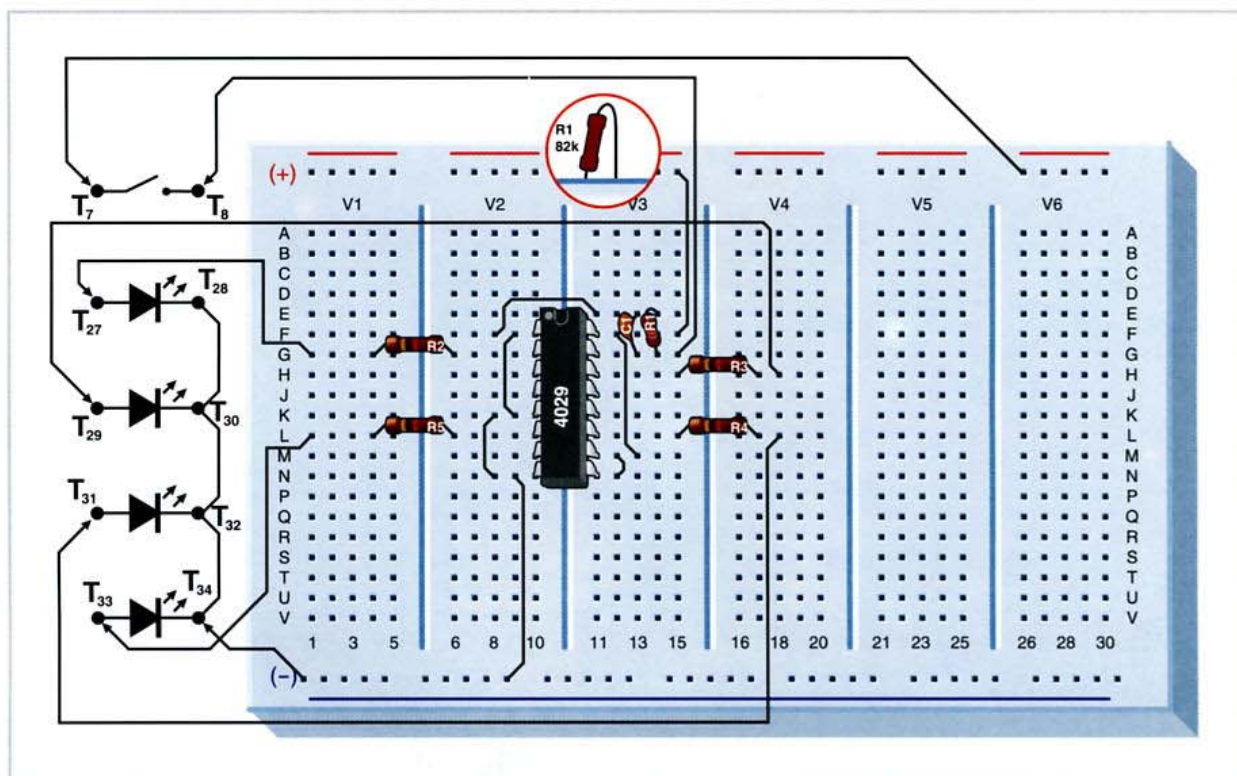 R1
82k
(+)
T7 T8
V1 V2 V3 V4 V5 V6
A A
B B
C C
D D
E E
F F
G G
H H
J J
K K
L L
M M
N N
P P
Q Q
R R
S S
T T
U U
V V
T27 T28
T29 T30
T31 T32
T33 T34
C1 R1
R2 R3
R5 R4
4029
1 3 5 6 8 10 11 13 15 16 18 20 21 23 25 26 28 30
(-)